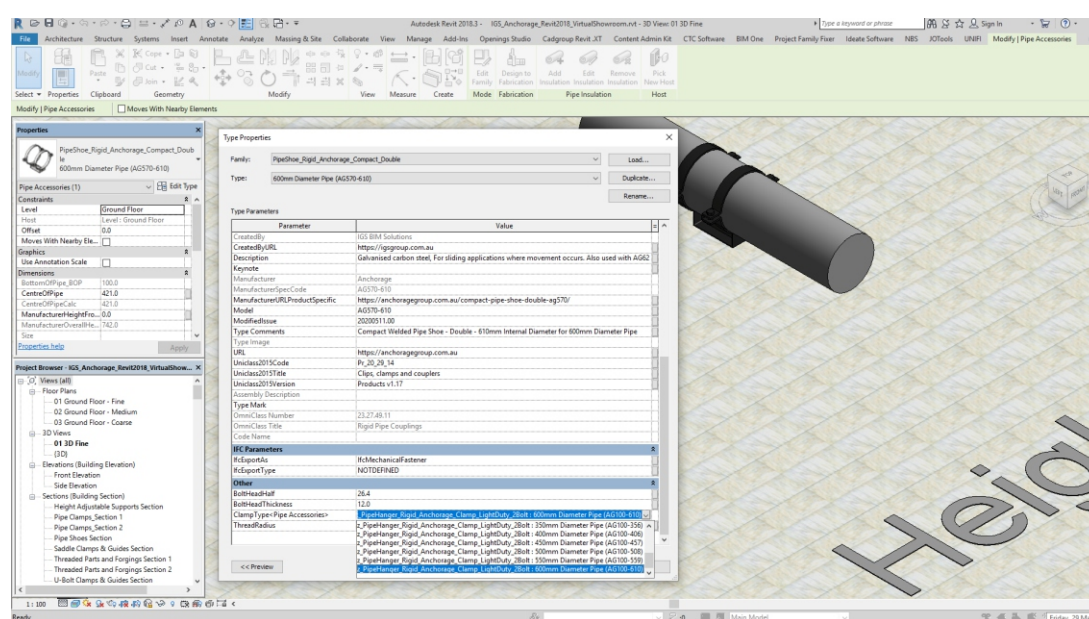 Autodesk Revit 2018.3 - IGS_Anchorage_Revit2018_VirtualShowroom.rvt - 3D View: 01 3D Fine
Type a keyword or phrase
Sign In
File Architecture Structure Systems Insert Annotate Analyze Massing & Site Collaborate View Manage Add-Ins Openings Studio Cadgroup Revit JiT Content Admin Kit CTC Software BIM One Project Family Fixer Ideate Software NBS JOTools UNIFI Modify | Pipe Accessories
Modify
Paste
Cope
Cut
Join
Edit Family
Design to Fabrication
Add Insulation
Edit Insulation
Remove Insulation
Pick New Host
Select Properties Clipboard Geometry Modify View Measure Create Mode Fabrication Pipe Insulation Host
Modify | Pipe Accessories Moves With Nearby Elements
Properties
PipeShoe_Rigid_Anchorage_Compact_Doub
le
600mm Diameter Pipe (AG570-610)
Pipe Accessories (1) Edit Type
Constraints
Level Ground Floor
Host Level : Ground Floor
Offset 0.0
Moves With Nearby Ele...
Graphics
Use Annotation Scale
Dimensions
BottomOfPipe_BOP 100.0
CentreOfPipe 421.0
CentreOfPipeCalc 421.0
ManufacturerHeightFro... 0.0
ManufacturerOverallHe... 742.0
Size
Properties help Apply
Project Browser - IGS_Anchorage_Revit2018_VirtualShow...
Views (all)
Floor Plans
01 Ground Floor - Fine
02 Ground Floor - Medium
03 Ground Floor - Coarse
3D Views
01 3D Fine
{3D}
Elevations (Building Elevation)
Front Elevation
Side Elevation
Sections (Building Section)
Height Adjustable Supports Section
Pipe Clamps_Section 1
Pipe Clamps_Section 2
Pipe Shoes Section
Saddle Clamps & Guides Section
Threaded Parts and Forgings Section 1
Threaded Parts and Forgings Section 2
U-Bolt Clamps & Guides Section
Type Properties
Family: PipeShoe_Rigid_Anchorage_Compact_Double Load...
Type: 600mm Diameter Pipe (AG570-610) Duplicate...
Rename...
Type Parameters
Parameter Value =
CreatedBy IGS BIM Solutions
CreatedByURL https://igsgroup.com.au
Description Galvanised carbon steel, For sliding applications where movement occurs. Also used with AG62
Keynote
Manufacturer Anchorage
ManufacturerSpecCode AG570-610
ManufacturerURLProductSpecific https://anchoragegroup.com.au/compact-pipe-shoe-double-ag570/
Model AG570-610
ModifiedIssue 20200511.00
Type Comments Compact Welded Pipe Shoe - Double - 610mm Internal Diameter for 600mm Diameter Pipe
Type Image
URL https://anchoragegroup.com.au
Uniclass2015Code Pr_20_29_14
Uniclass2015Title Clips, clamps and couplers
Uniclass2015Version Products v1.17
Assembly Description
Type Mark
OmniClass Number 23.27.49.11
OmniClass Title Rigid Pipe Couplings
Code Name
IFC Parameters
IfcExportAs IfcMechanicalFastener
IfcExportType NOTDEFINED
Other
BoltHeadHalf 26.4
BoltHeadThickness 12.0
ClampType<Pipe Accessories> z_PipeHanger_Rigid_Anchorage_Clamp_LightDuty_2Bolt : 600mm Diameter Pipe (AG100-610)
ThreadRadius z_PipeHanger_Rigid_Anchorage_Clamp_LightDuty_2Bolt : 350mm Diameter Pipe (AG100-356)
z_PipeHanger_Rigid_Anchorage_Clamp_LightDuty_2Bolt : 400mm Diameter Pipe (AG100-406)
z_PipeHanger_Rigid_Anchorage_Clamp_LightDuty_2Bolt : 450mm Diameter Pipe (AG100-457)
z_PipeHanger_Rigid_Anchorage_Clamp_LightDuty_2Bolt : 500mm Diameter Pipe (AG100-508)
z_PipeHanger_Rigid_Anchorage_Clamp_LightDuty_2Bolt : 550mm Diameter Pipe (AG100-559)
z_PipeHanger_Rigid_Anchorage_Clamp_LightDuty_2Bolt : 600mm Diameter Pipe (AG100-610)
<< Preview
Heig
1 : 100
Ready
:0 Main Model